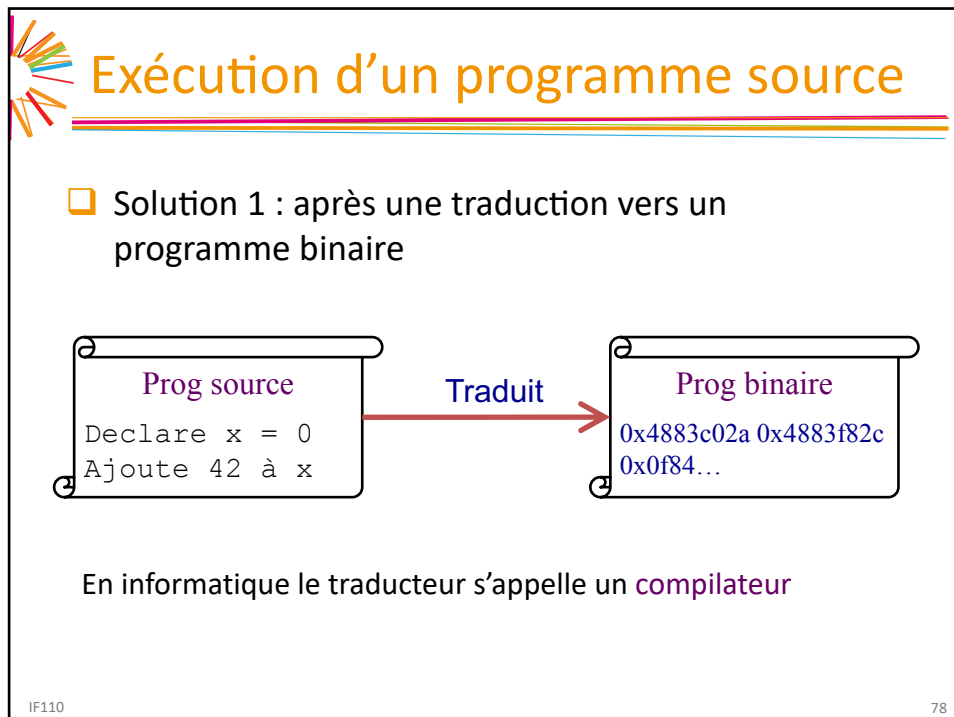 Exécution d’un programme source
❑ Solution 1 : après une traduction vers un
programme binaire
Prog source
Declare x = 0
Ajoute 42 à x
Traduit
Prog binaire
0x4883c02a 0x4883f82c
0x0f84…
En informatique le traducteur s’appelle un compilateur
IF110
78